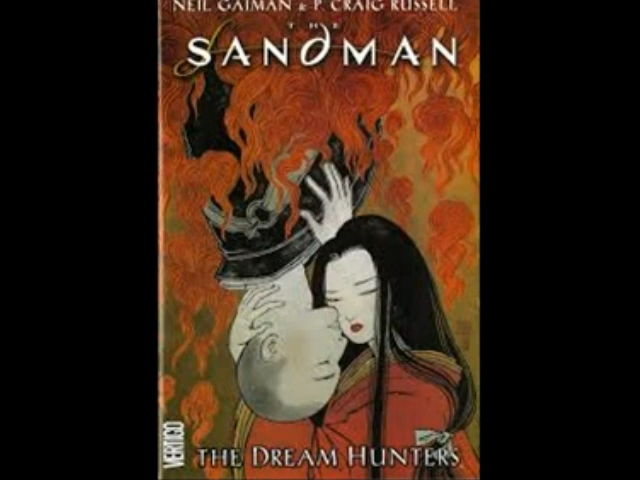 NEIL GAIMAN & P. CRAIG RUSSELL
THE
SANDMAN
VERTIGO
THE DREAM HUNTERS